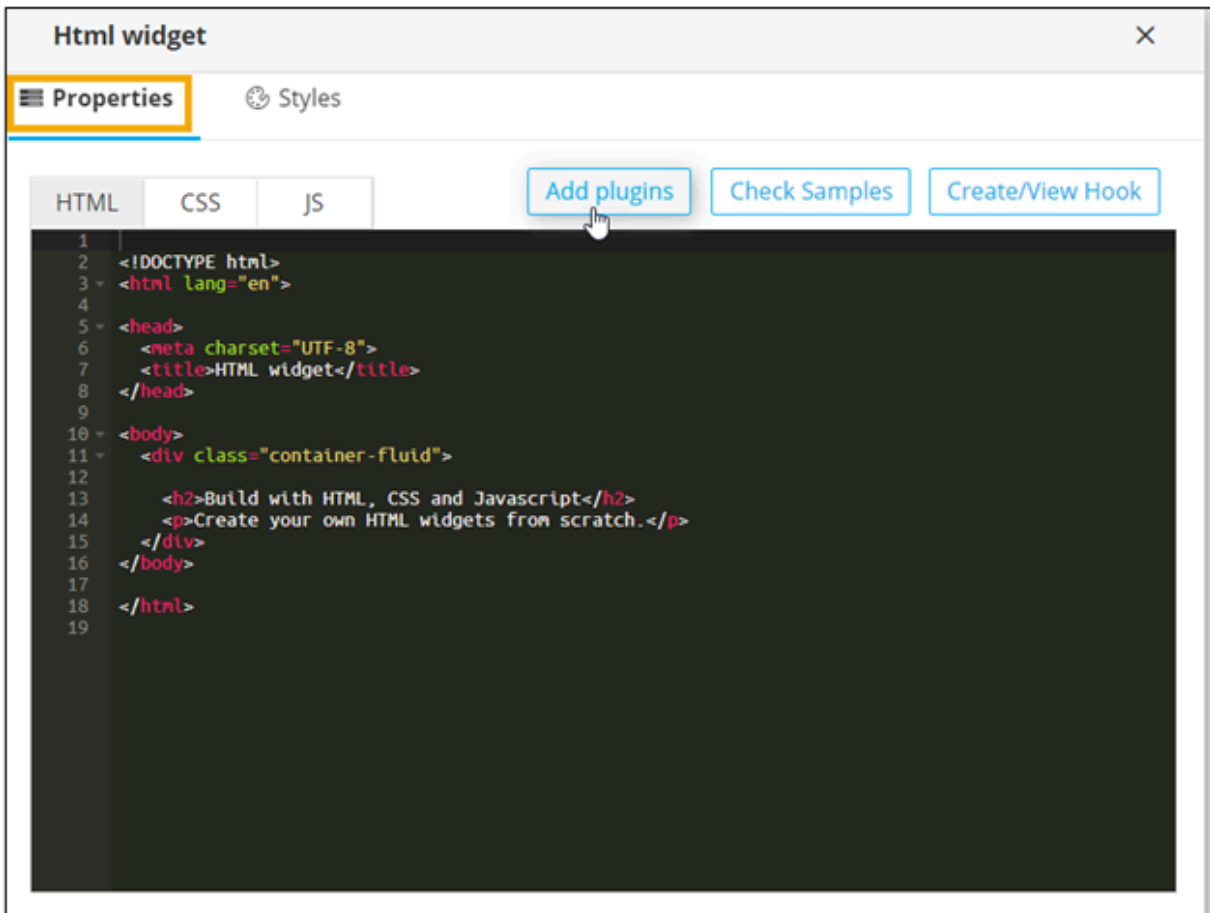 Html widget
Properties
Styles
HTML
CSS
JS
Add plugins
Check Samples
Create/View Hook
1
2 <!DOCTYPE html>
3 <html lang="en">
4
5 <head>
6 <meta charset="UTF-8">
7 <title>HTML widget</title>
8 </head>
9
10 <body>
11 <div class="container-fluid">
12
13 <h2>Build with HTML, CSS and Javascript</h2>
14 <p>Create your own HTML widgets from scratch.</p>
15 </div>
16 </body>
17
18 </html>
19